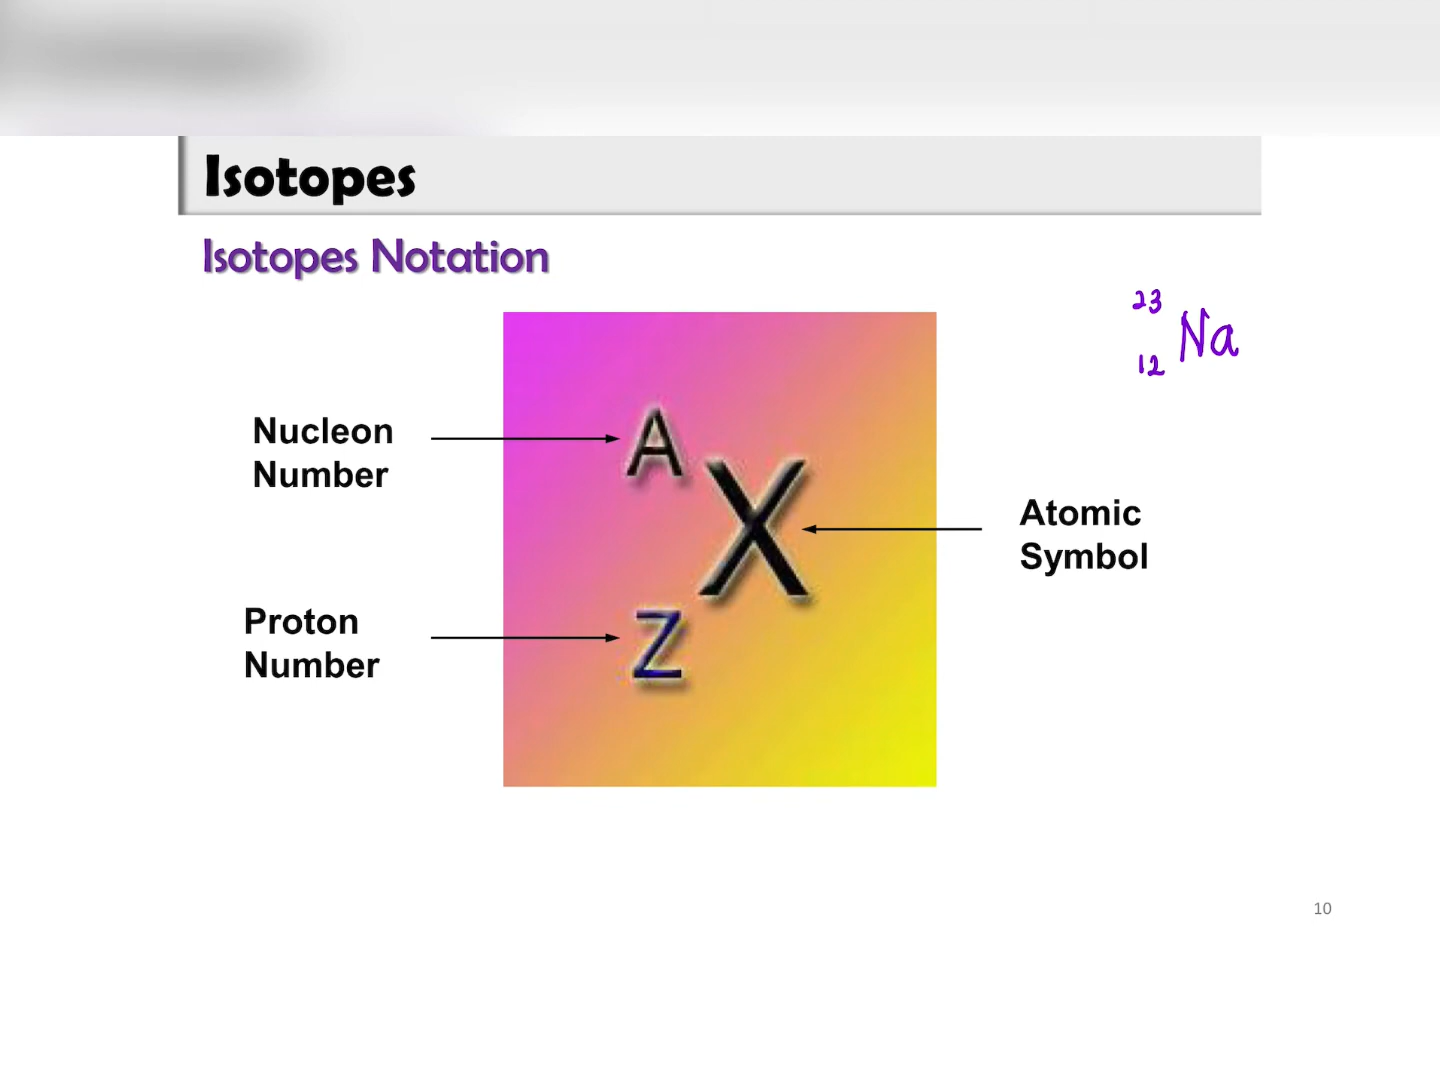 Isotopes
Isotopes Notation
23
Na
12
Nucleon
Number
A
X
Atomic
Symbol
Proton
Number
Z
10